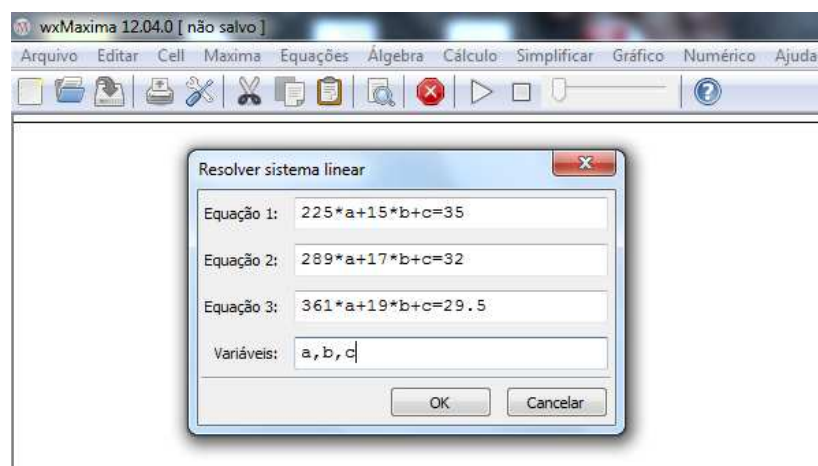 wxMaxima 12.04.0 [ não salvo ]
Arquivo Editar Cell Maxima Equações Álgebra Cálculo Simplificar Gráfico Numérico Ajuda
Resolver sistema linear
Equação 1: 225*a+15*b+c=35
Equação 2: 289*a+17*b+c=32
Equação 3: 361*a+19*b+c=29.5
Variáveis: a,b,c
OK Cancelar